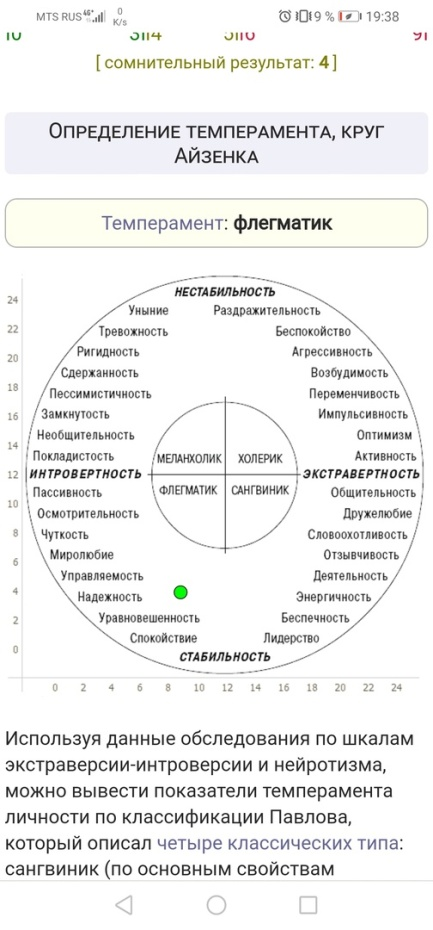 MTS RUS 4G 0 K/s 9 % 19:38
[ сомнительный результат: 4 ]
Определение темперамента, круг
Айзенка
Темперамент: флегматик
НЕСТАБИЛЬНОСТЬ
24
Уныние Раздражительность
22 Тревожность Беспокойство
Ригидность Агрессивность
20
Сдержанность Возбудимость
18
Пессимистичность Переменчивость
16 Замкнутость Импульсивность
Необщительность Оптимизм
14
Покладистость МЕЛАНХОЛИК ХОЛЕРИК Активность
12 ИНТРОВЕРТНОСТЬ ЭКСТРАВЕРТНОСТЬ
Пассивность ФЛЕГМАТИК САНГВИНИК Общительность
10
Осмотрительность Дружелюбие
8 Чуткость Словоохотливость
Миролюбие Отзывчивость
6
Управляемость Деятельность
4 Надежность Энергичность
2 Уравновешенность Беспечность
Спокойствие Лидерство
0
СТАБИЛЬНОСТЬ
0 2 4 6 8 10 12 14 16 18 20 22 24
Используя данные обследования по шкалам
экстраверсии-интроверсии и нейротизма,
можно вывести показатели темперамента
личности по классификации Павлова,
который описал четыре классических типа:
сангвиник (по основным свойствам